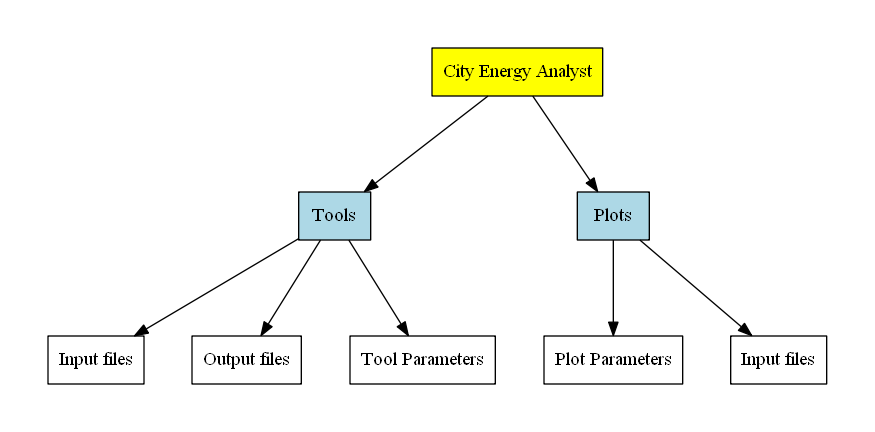 City Energy Analyst
Tools
Plots
Input files
Output files
Tool Parameters
Plot Parameters
Input files